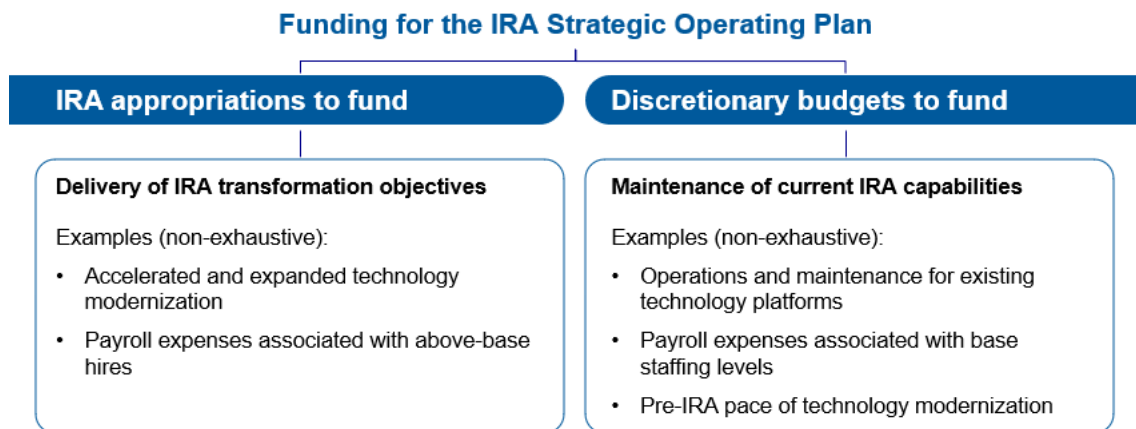 Funding for the IRA Strategic Operating Plan
IRA appropriations to fund
Delivery of IRA transformation objectives
Examples (non-exhaustive):
• Accelerated and expanded technology
modernization
• Payroll expenses associated with above-base
hires
Discretionary budgets to fund
Maintenance of current IRA capabilities
Examples (non-exhaustive):
• Operations and maintenance for existing
technology platforms
• Payroll expenses associated with base
staffing levels
• Pre-IRA pace of technology modernization